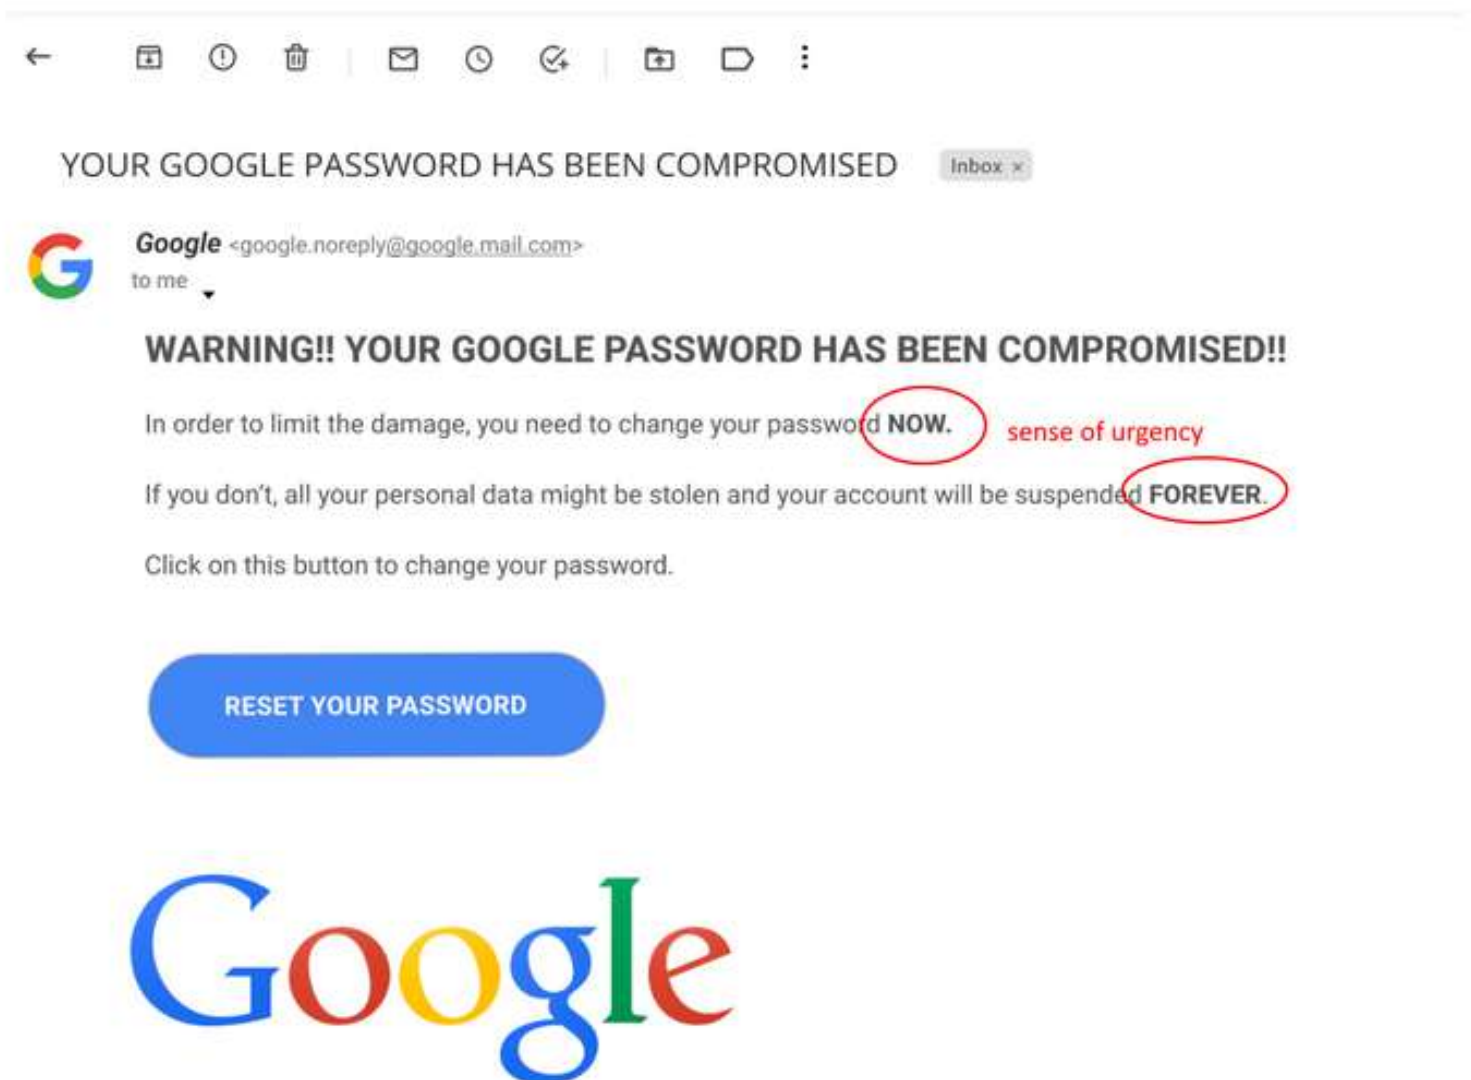 YOUR GOOGLE PASSWORD HAS BEEN COMPROMISED Inbox ×
Google <google.noreply@google.mail.com>
to me
WARNING!! YOUR GOOGLE PASSWORD HAS BEEN COMPROMISED!!
In order to limit the damage, you need to change your password NOW. sense of urgency
If you don't, all your personal data might be stolen and your account will be suspended FOREVER.
Click on this button to change your password.
RESET YOUR PASSWORD
Google